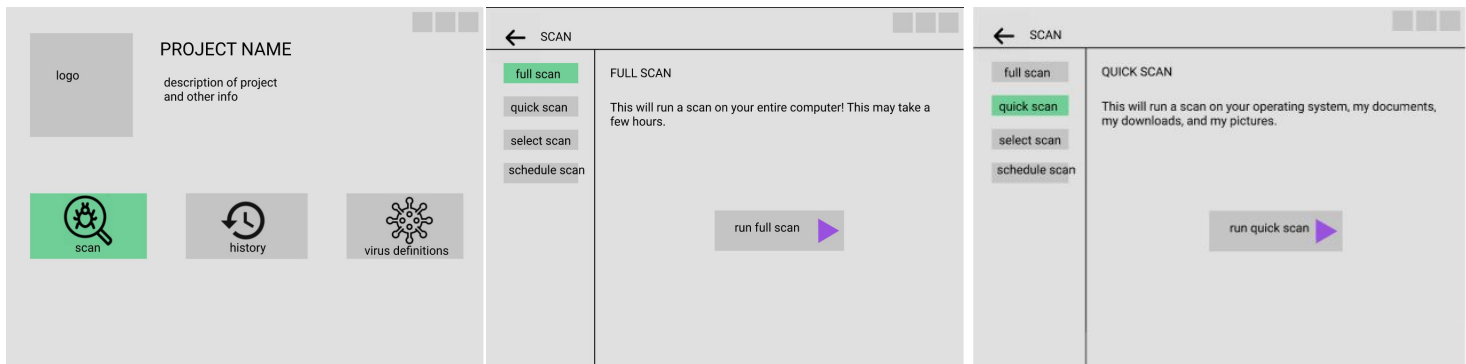 logo
PROJECT NAME
description of project
and other info
scan
history
virus definitions
SCAN
full scan
quick scan
select scan
schedule scan
FULL SCAN
This will run a scan on your entire computer! This may take a
few hours.
run full scan
SCAN
full scan
quick scan
select scan
schedule scan
QUICK SCAN
This will run a scan on your operating system, my documents,
my downloads, and my pictures.
run quick scan